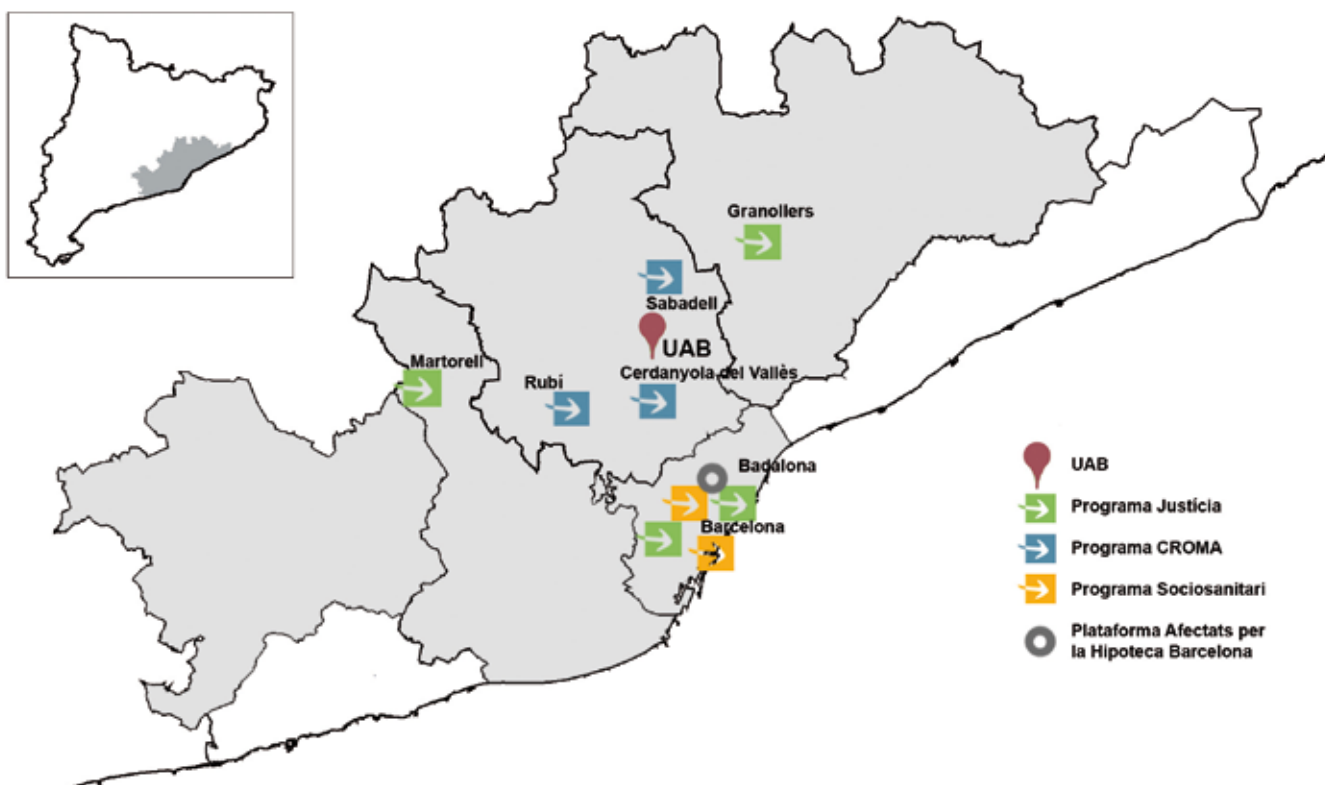 Granollers
Sabadell
UAB
Martorell
Rubí
Cerdanyola del Vallès
Badalona
Barcelona
UAB
Programa Justícia
Programa CROMA
Programa Sociosanitari
Plataforma Afectats per
la Hipoteca Barcelona